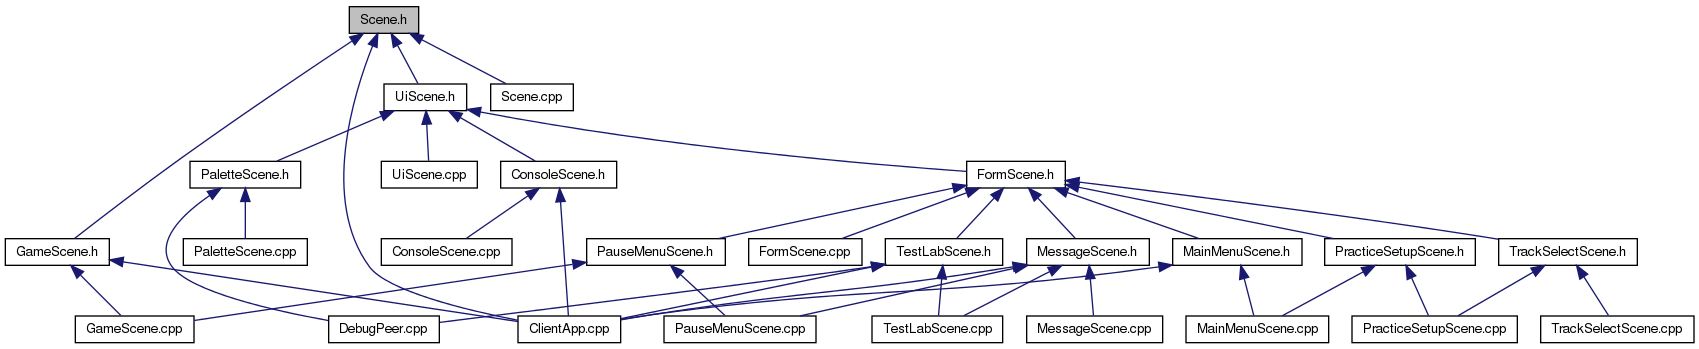 Scene.h
UiScene.h
Scene.cpp
PaletteScene.h
UiScene.cpp
ConsoleScene.h
FormScene.h
GameScene.h
PaletteScene.cpp
ConsoleScene.cpp
PauseMenuScene.h
FormScene.cpp
TestLabScene.h
MessageScene.h
MainMenuScene.h
PracticeSetupScene.h
TrackSelectScene.h
GameScene.cpp
DebugPeer.cpp
ClientApp.cpp
PauseMenuScene.cpp
TestLabScene.cpp
MessageScene.cpp
MainMenuScene.cpp
PracticeSetupScene.cpp
TrackSelectScene.cpp